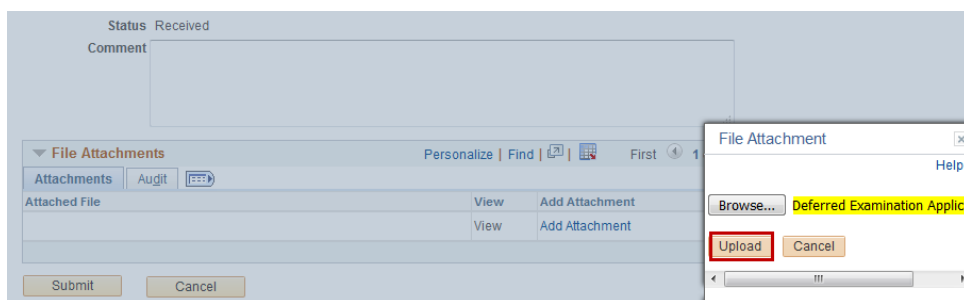 Status Received
Comment
File Attachments
Personalize | Find | | First 1
Attachments Audit
Attached File View Add Attachment
View Add Attachment
Submit Cancel
File Attachment
Help
Browse... Deferred Examination Applic
Upload Cancel